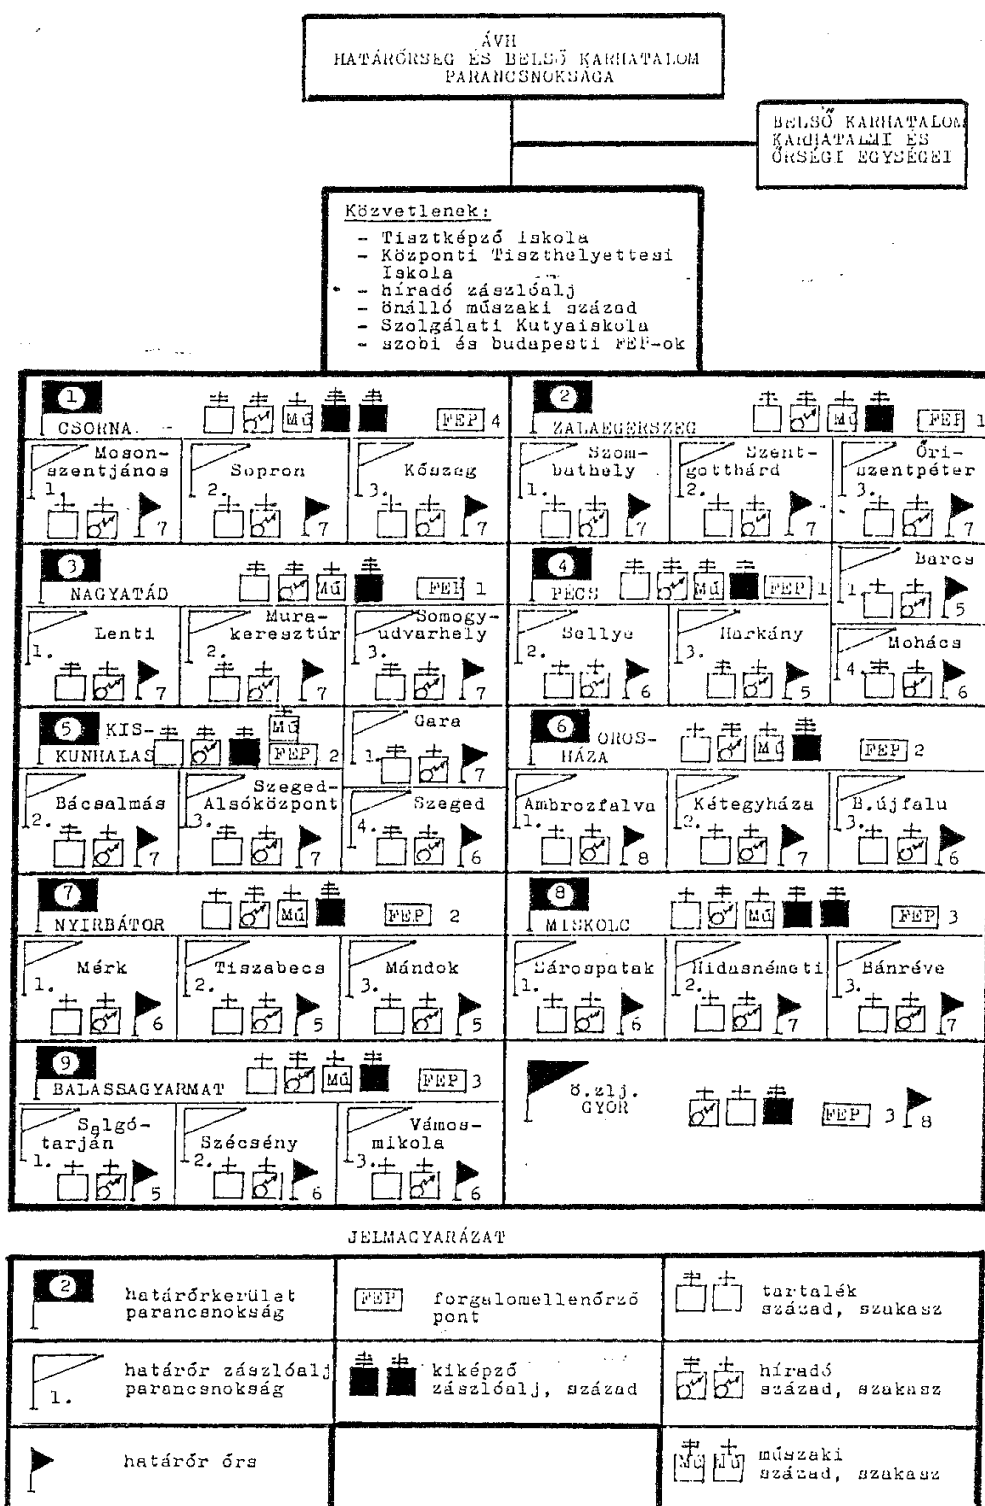 ÁVH
HATÁRŐRSÉG ÉS BELSŐ KARHATALOM
PARANCSNOKSÁGA
BELSŐ KARHATALOM
KARHATALMI ÉS
ŐRSÉGI EGYSÉGEI
Közvetlenek:
- Tisztképző iskola
- Központi Tiszthelyettesi
Iskola
- híradó zászlóalj
- önálló műszaki század
- Szolgálati Kutyaiskola
- szobi és budapesti FEP-ok
1
CSORNA
Mű
FEP 4
Moson-
szentjános
1.
7
Sopron
2.
7
Kőszeg
3.
7
2
ZALAEGERSZEG
Mű
FEP 1
Szom-
bathely
1.
7
Szent-
gotthárd
2.
7
Őri-
szentpéter
3.
7
3
NAGYATÁD
Mű
FEP 1
Lenti
1.
7
Mura-
keresztúr
2.
7
Somogy-
udvarhely
3.
7
4
PÉCS
Mű
FEP 1
Barcs
1.
5
Sellye
2.
6
Harkány
3.
5
Mohács
4.
6
5 KIS-
KUNHALAS
Mű
FEP 2
Gara
1.
7
Bácsalmás
2.
7
Szeged-
Alsóközpont
3.
7
Szeged
4.
6
6 OROS-
HÁZA
Mű
FEP 2
Ambrozfalva
1.
8
Kétegyháza
2.
7
B.újfalu
3.
6
7
NYIRBÁTOR
Mű
FEP 2
Mérk
1.
6
Tiszabecs
2.
5
Mándok
3.
5
8
MISKOLC
Mű
FEP 3
Sárospatak
1.
6
Hidasnémeti
2.
7
Bánréve
3.
7
9
BALASSAGYARMAT
Mű
FEP 3
Salgó-
tarján
1.
5
Szécsény
2.
6
Vámos-
mikola
3.
6
ö.zlj.
GYŐR
FEP 3 8
JELMAGYARÁZAT
2
határőrkerület
parancsnokság
FEP
forgalomellenőrző
pont
tartalék
század, szakasz
1.
határőr zászlóalj
parancsnokság
kiképző
zászlóalj, század
híradó
század, szakasz
határőr őrs
Mű Mű
műszaki
század, szakasz